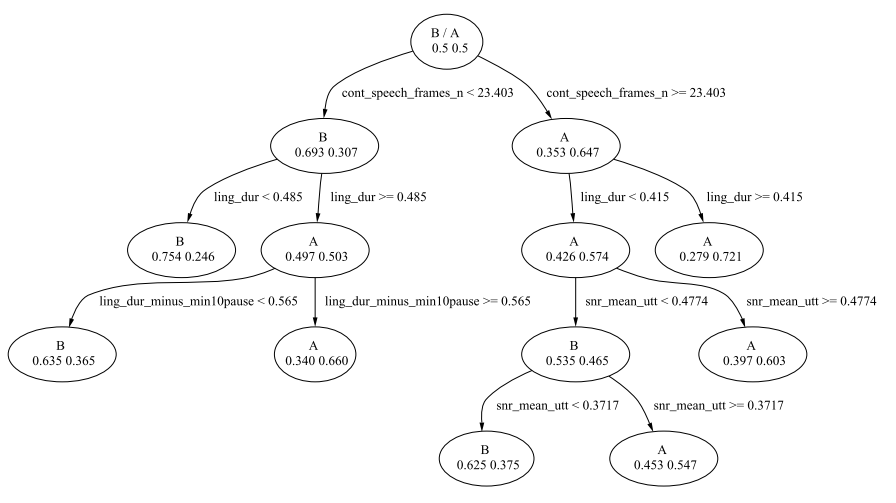 B / A
0.5 0.5
cont_speech_frames_n < 23.403
cont_speech_frames_n >= 23.403
B
0.693 0.307
A
0.353 0.647
ling_dur < 0.485
ling_dur >= 0.485
ling_dur < 0.415
ling_dur >= 0.415
B
0.754 0.246
A
0.497 0.503
A
0.426 0.574
A
0.279 0.721
ling_dur_minus_min10pause < 0.565
ling_dur_minus_min10pause >= 0.565
snr_mean_utt < 0.4774
snr_mean_utt >= 0.4774
B
0.635 0.365
A
0.340 0.660
B
0.535 0.465
A
0.397 0.603
snr_mean_utt < 0.3717
snr_mean_utt >= 0.3717
B
0.625 0.375
A
0.453 0.547